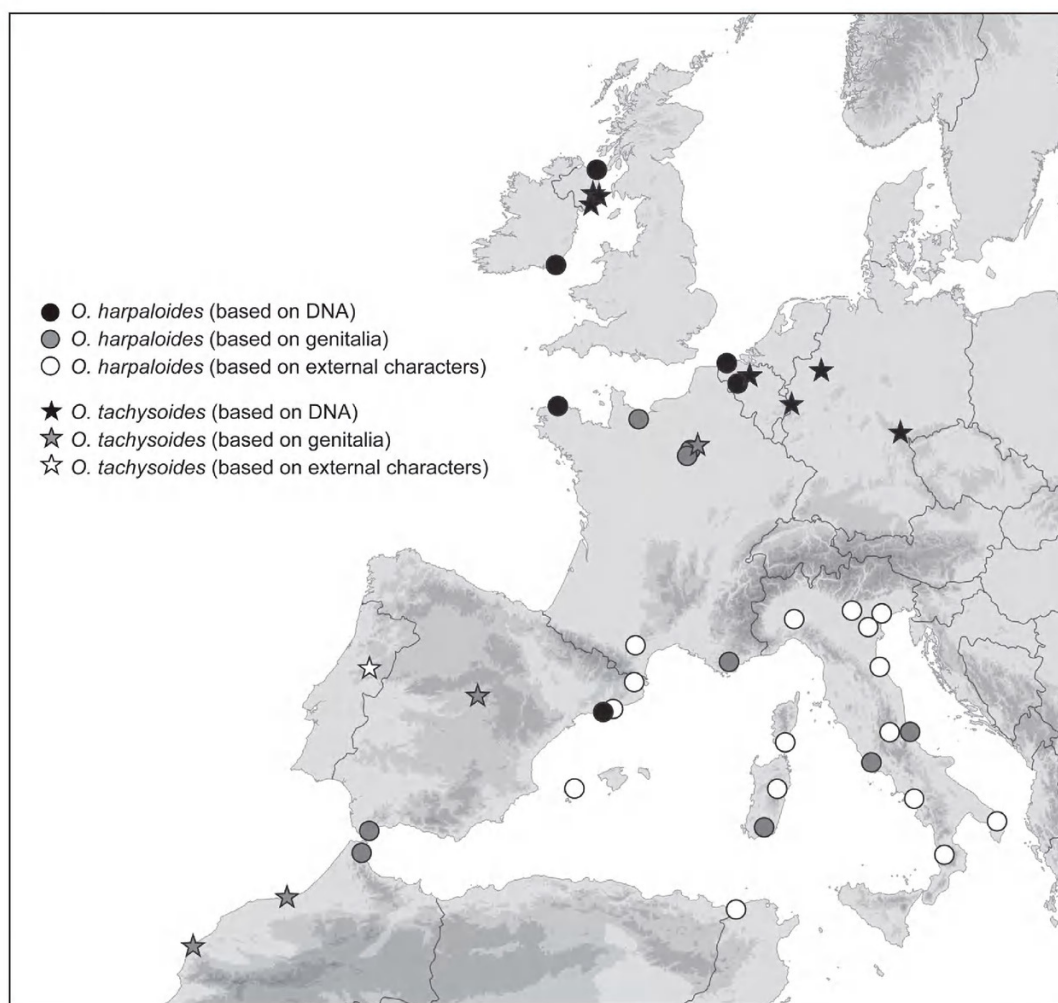 O. harpaloides (based on DNA)
O. harpaloides (based on genitalia)
O. harpaloides (based on external characters)
O. tachysoides (based on DNA)
O. tachysoides (based on genitalia)
O. tachysoides (based on external characters)